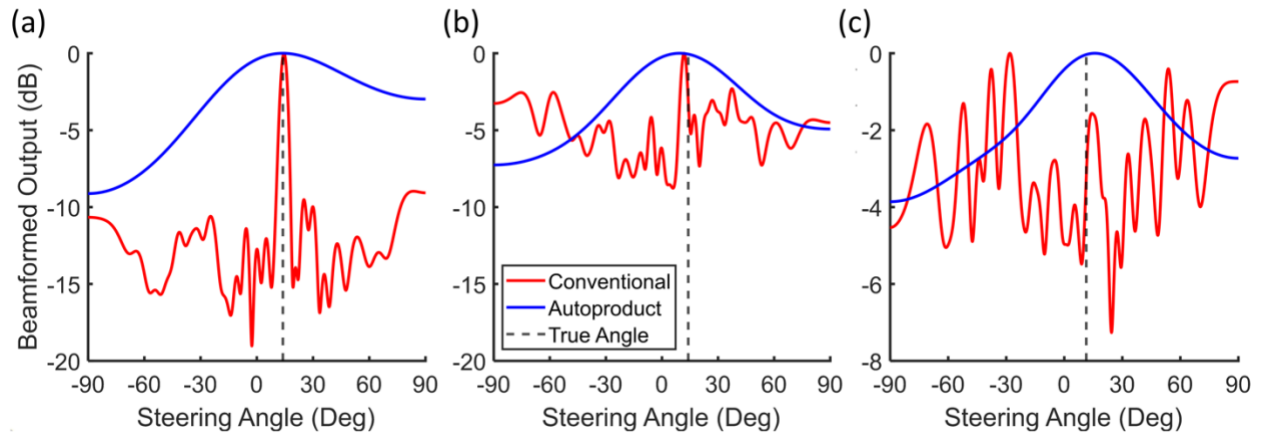 (a) (b) (c)
0 0 0
-5 -5 -2
-10 -10 -4
-15 -15 -6
-20 -20 -8
Beamformed Output (dB)
Conventional
Autoproduct
True Angle
-90 -60 -30 0 30 60 90 -90 -60 -30 0 30 60 90 -90 -60 -30 0 30 60 90
Steering Angle (Deg) Steering Angle (Deg) Steering Angle (Deg)